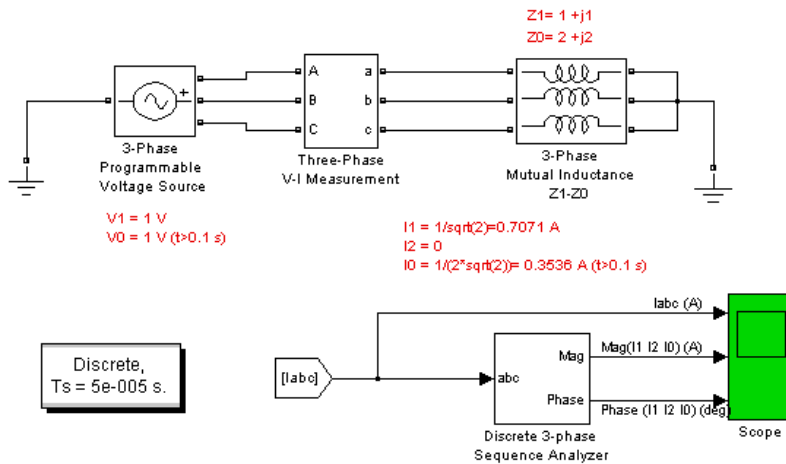 Z1= 1 +j1
Z0= 2 +j2
A
a
B
b
C
c
+
3-Phase
Programmable
Voltage Source
Three-Phase
V-I Measurement
3-Phase
Mutual Inductance
Z1-Z0
V1 = 1 V
V0 = 1 V (t>0.1 s)
I1 = 1/sqrt(2)=0.7071 A
I2 = 0
I0 = 1/(2*sqrt(2))= 0.3536 A (t>0.1 s)
Iabc (A)
Discrete,
Ts = 5e-005 s.
[Iabc]
abc
Mag
Mag(I1 I2 I0) (A)
Phase
Phase (I1 I2 I0) (deg)
Discrete 3-phase
Sequence Analyzer
Scope